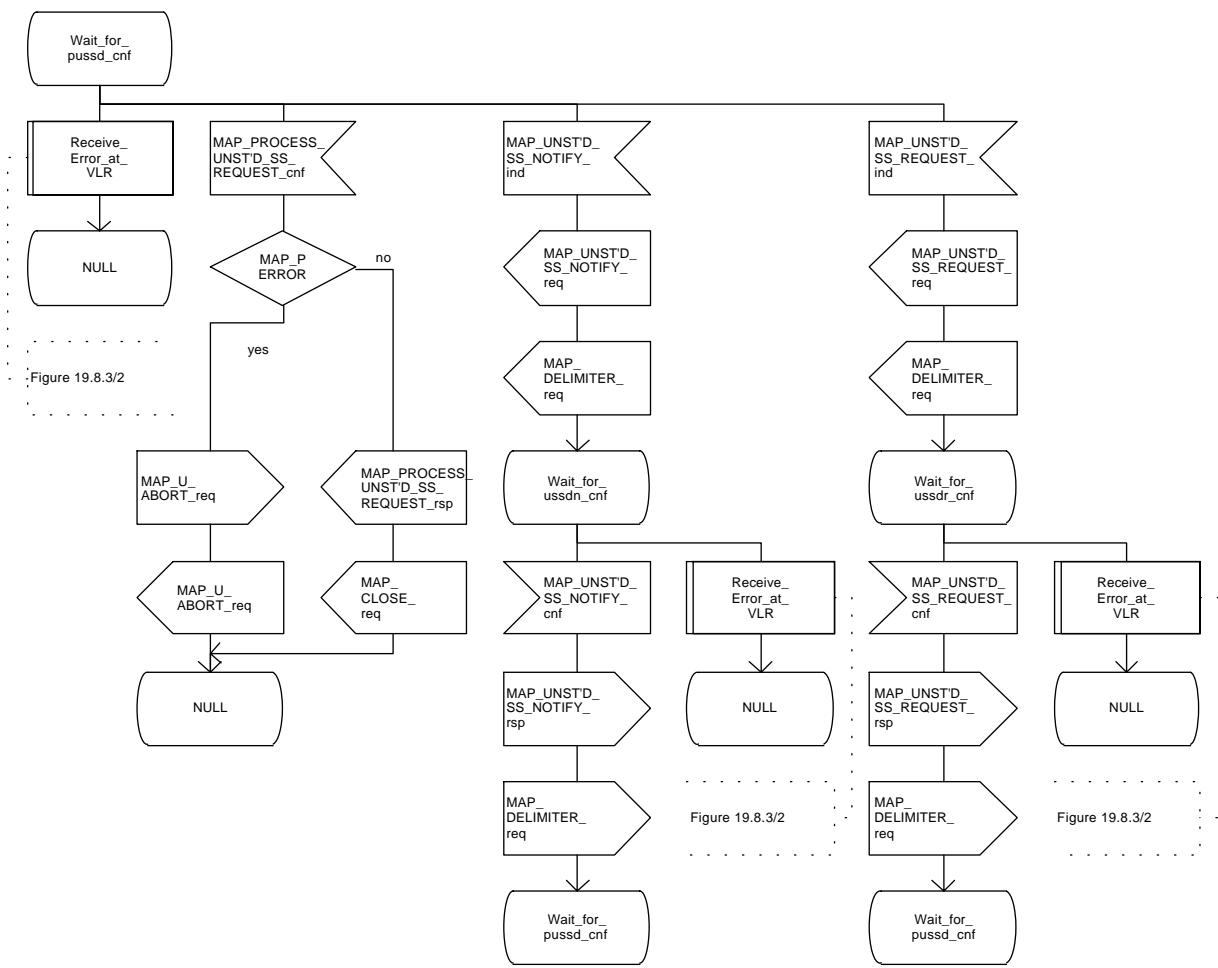 Wait_for_
pussd_cnf
Receive_
Error_at_
VLR
MAP_PROCESS_
UNST'D_SS_
REQUEST_cnf
MAP_UNST'D_
SS_NOTIFY_
ind
MAP_UNST'D_
SS_REQUEST_
ind
NULL
MAP_P
ERROR
no
MAP_UNST'D_
SS_NOTIFY_
req
MAP_UNST'D_
SS_REQUEST_
req
yes
Figure 19.8.3/2
MAP_
DELIMITER_
req
MAP_
DELIMITER_
req
MAP_U_
ABORT_req
MAP_PROCESS_
UNST'D_SS_
REQUEST_rsp
Wait_for_
ussdn_cnf
Wait_for_
ussdr_cnf
MAP_U_
ABORT_req
MAP_
CLOSE_
req
MAP_UNST'D_
SS_NOTIFY_
cnf
Receive_
Error_at_
VLR
MAP_UNST'D_
SS_REQUEST_
cnf
Receive_
Error_at_
VLR
NULL
MAP_UNST'D_
SS_NOTIFY_
rsp
NULL
MAP_UNST'D_
SS_REQUEST_
rsp
NULL
MAP_
DELIMITER_
req
Figure 19.8.3/2
MAP_
DELIMITER_
req
Figure 19.8.3/2
Wait_for_
pussd_cnf
Wait_for_
pussd_cnf